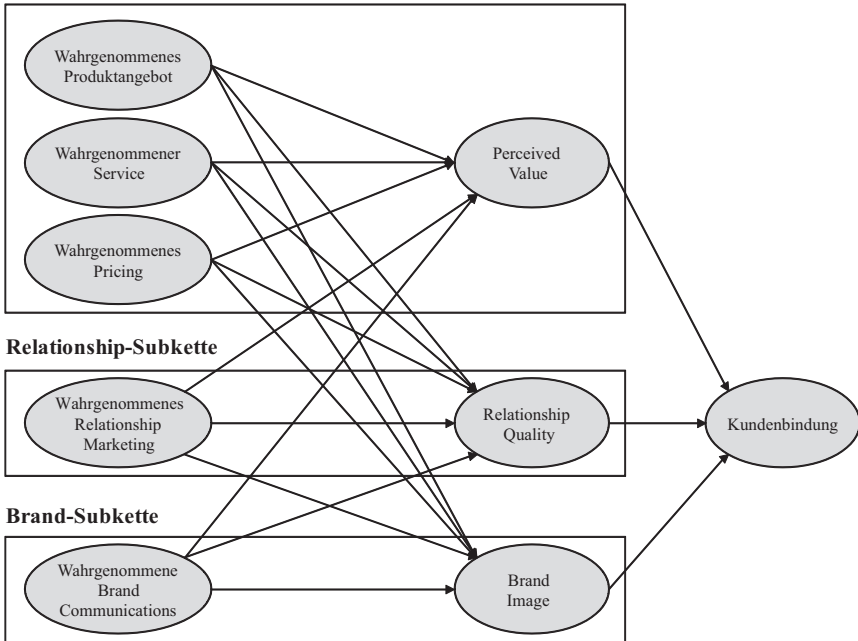 Wahrgenommenes
Produktangebot
Wahrgenommener
Service
Perceived
Value
Wahrgenommenes
Pricing
Relationship-Subkette
Wahrgenommenes
Relationship
Marketing
Relationship
Quality
Kundenbindung
Brand-Subkette
Wahrgenommene
Brand
Communications
Brand
Image